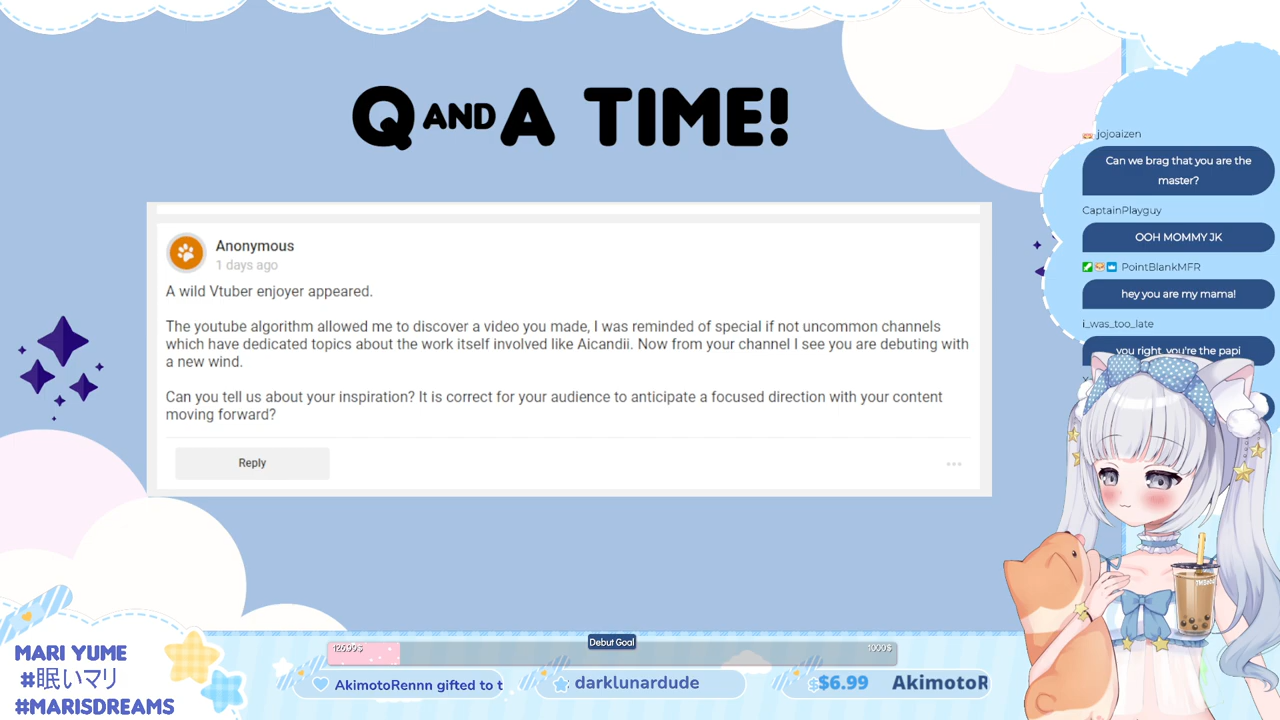 Q AND A TIME!
Anonymous
1 days ago
A wild Vtuber enjoyer appeared.
The youtube algorithm allowed me to discover a video you made, I was reminded of special if not uncommon channels
which have dedicated topics about the work itself involved like Aicandii. Now from your channel I see you are debuting with
a new wind.
Can you tell us about your inspiration? It is correct for your audience to anticipate a focused direction with your content
moving forward?
Reply
jojoaizen
Can we brag that you are the
master?
CaptainPlayguy
OOH MOMMY JK
PointBlankMFR
hey you are my mama!
i_was_too_late
you right, you're the papi
MARI YUME
#眠いマリ
#MARISDREAMS
Debut Goal
126.99$
1000$
AkimotoRennn gifted to t
darklunardude
$6.99
AkimotoR